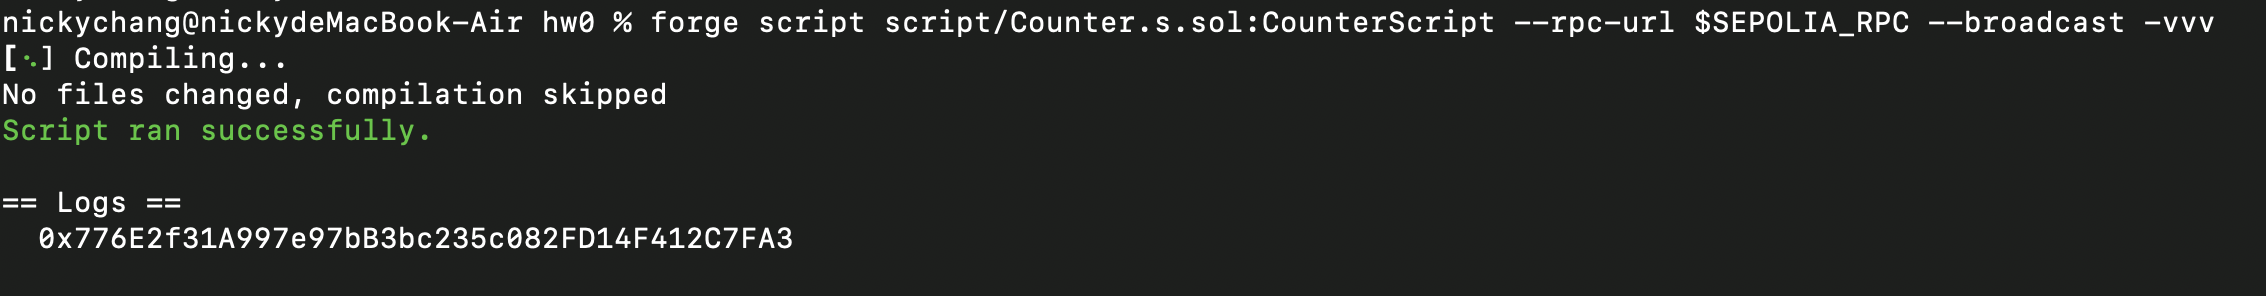 nickychang@nickydeMacBook-Air hw0 % forge script script/Counter.s.sol:CounterScript --rpc-url $SEPOLIA_RPC --broadcast -vvv
[⠢] Compiling...
No files changed, compilation skipped
Script ran successfully.
== Logs ==
0x776E2f31A997e97bB3bc235c082FD14F412C7FA3